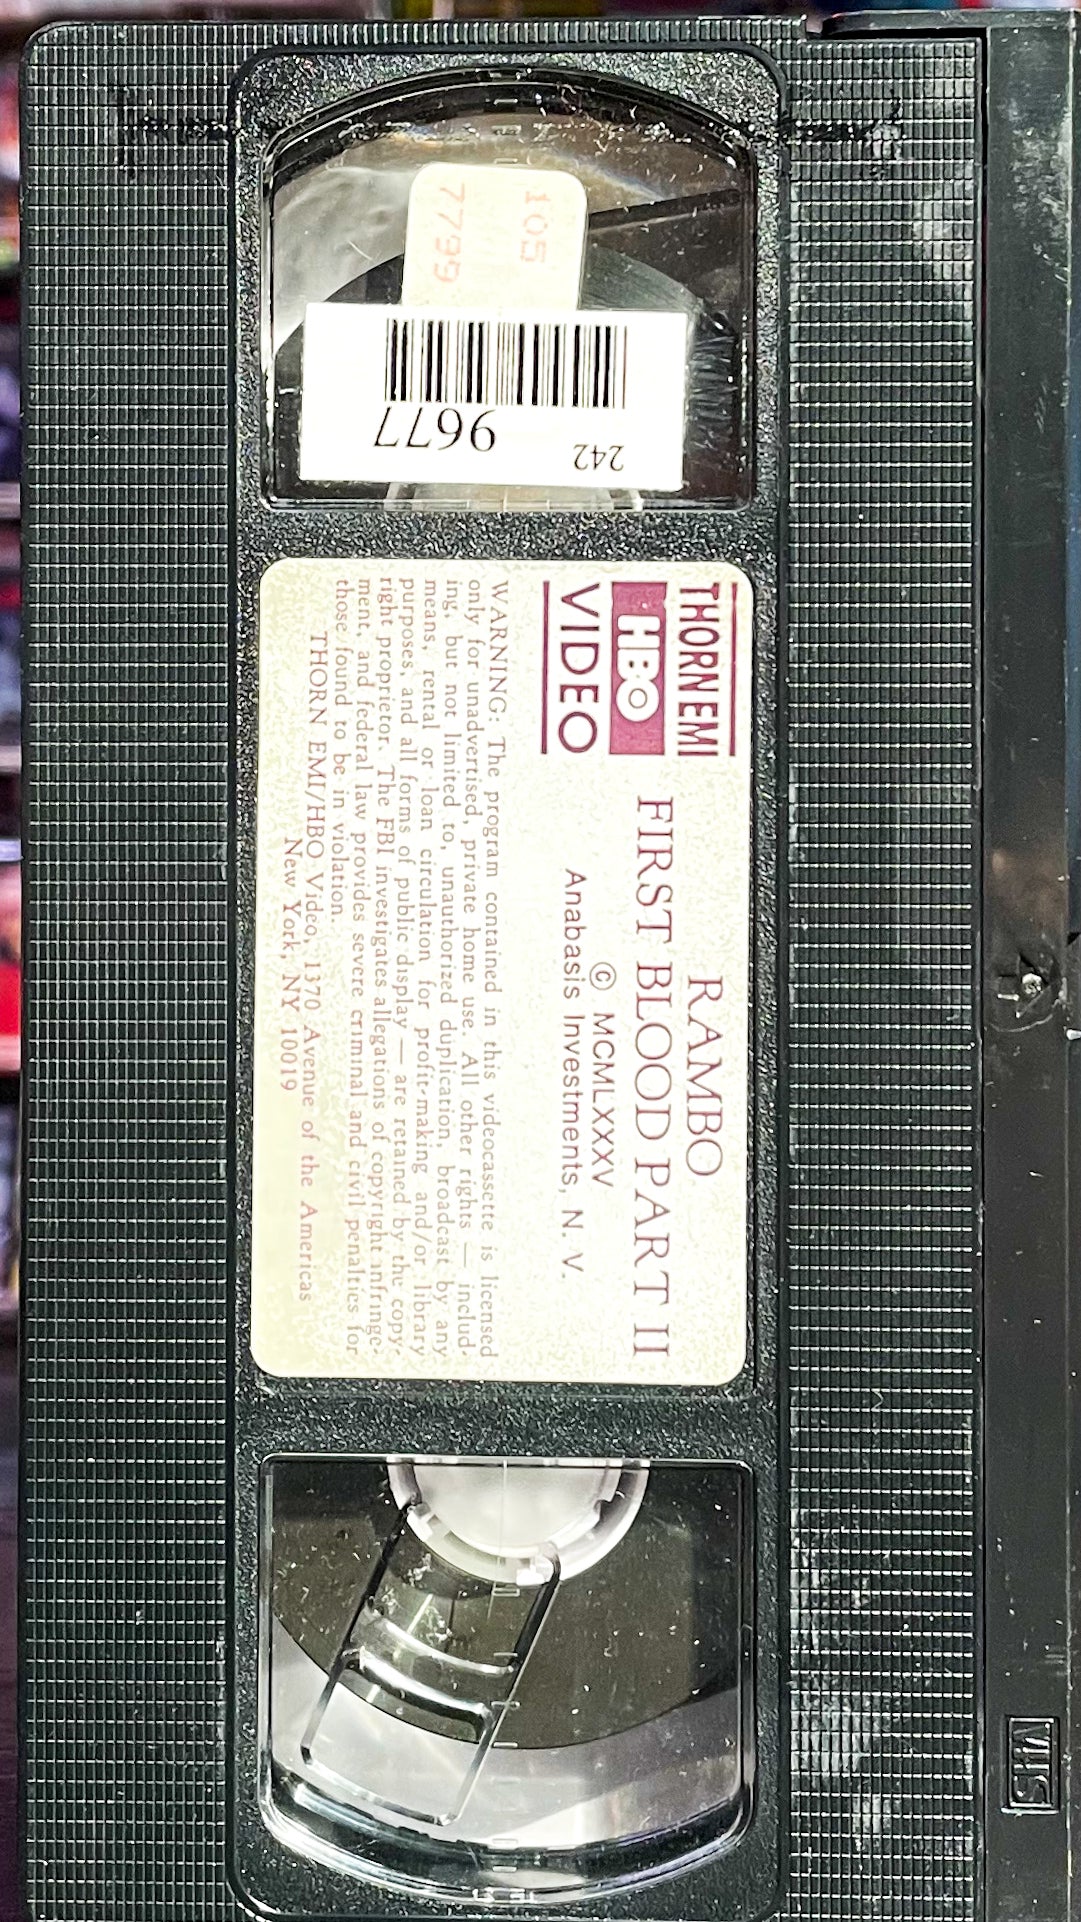 105
7799
9677
242
THORN EMI
HBO
VIDEO
RAMBO
FIRST BLOOD PART II
© MCMLXXXV
Anabasis Investments, N. V.
WARNING: The program contained in this videocassette is licensed
only for unadvertised, private home use. All other rights — includ-
ing, but not limited to, unauthorized duplication, broadcast by any
means, rental or loan circulation for profit-making and/or library
purposes, and all forms of public display — are retained by the copy-
right proprietor. The FBI investigates allegations of copyright infringe-
ment, and federal law provides severe criminal and civil penalties for
those found to be in violation.
THORN EMI/HBO Video, 1370 Avenue of the Americas
New York, NY 10019
VHS